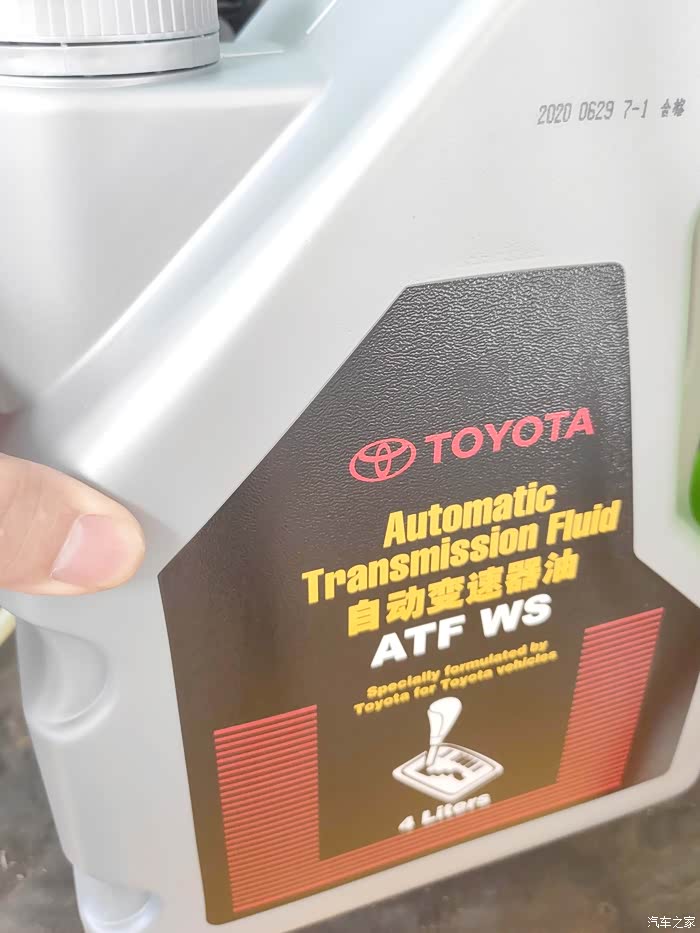 2020 0629 7-1 合格
TOYOTA
Automatic
Transmission Fluid
自动变速器油
ATF WS
Specially formulated by
Toyota for Toyota vehicles
4 Liters
汽车之家